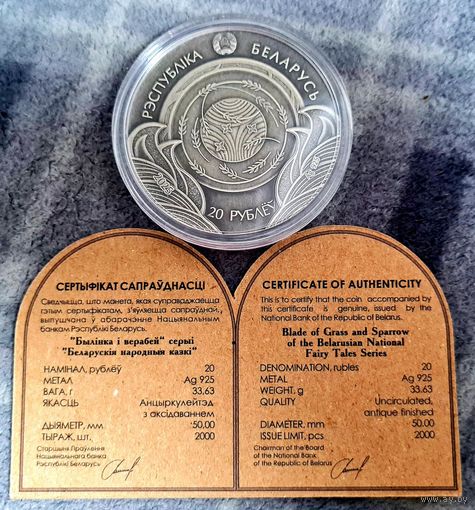 РЭСПУБЛІКА БЕЛАРУСЬ
20 РУБЛЁЎ
СЕРТЫФІКАТ САПРАЎДНАСЦІ
Сведчыцца, што манета, якая суправаджаецца
гэтым сертыфікатам, з'яўляецца сапраўднай,
выпушчана ў абарачэнне Нацыянальным
банкам Рэспублікі Беларусь.
"Былінка і верабей" серыі
"Беларускія народныя казкі"
НАМІНАЛ, рублёў 20
МЕТАЛ Ag 925
ВАГА, г 33,63
ЯКАСЦЬ Анцыркулейтэд
з аксідаваннем
ДЫЯМЕТР, мм 50,00
ТЫРАЖ, шт. 2000
Старшыня Праўлення
Нацыянальнага банка
Рэспублікі Беларусь
CERTIFICATE OF AUTHENTICITY
This is to certify that the coin accompanied by
this certificate is genuine, issued by the
National Bank of the Republic of Belarus.
Blade of Grass and Sparrow
of the Belarusian National
Fairy Tales Series
DENOMINATION, rubles 20
METAL Ag 925
WEIGHT, g 33.63
QUALITY Uncirculated,
antique finished
DIAMETER, mm 50.00
ISSUE LIMIT, pcs 2000
Chairman of the Board
of the National Bank
of the Republic of Belarus
www.ay.by